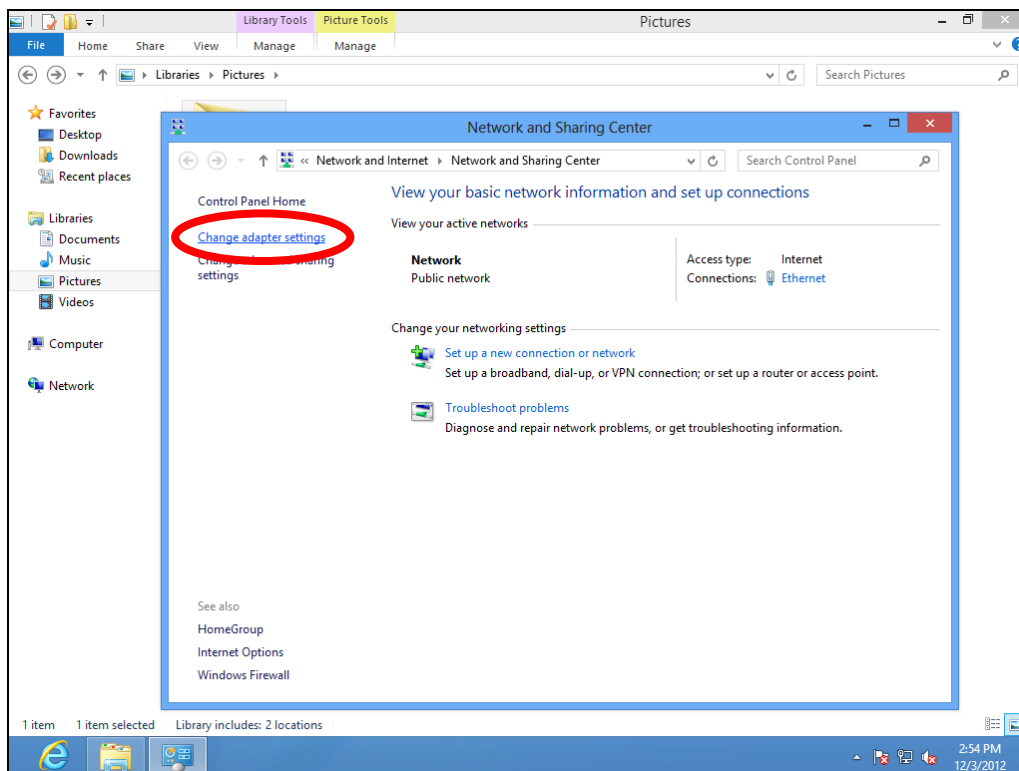 Library Tools Picture Tools Pictures
File Home Share View Manage Manage
Libraries Pictures Search Pictures
Favorites
Desktop
Downloads
Recent places
Libraries
Documents
Music
Pictures
Videos
Computer
Network
Network and Sharing Center
« Network and Internet Network and Sharing Center Search Control Panel
Control Panel Home
Change adapter settings
Change sharing
settings
See also
HomeGroup
Internet Options
Windows Firewall
View your basic network information and set up connections
View your active networks
Network Access type: Internet
Public network Connections: Ethernet
Change your networking settings
Set up a new connection or network
Set up a broadband, dial-up, or VPN connection; or set up a router or access point.
Troubleshoot problems
Diagnose and repair network problems, or get troubleshooting information.
1 item 1 item selected Library includes: 2 locations
2:54 PM
12/3/2012